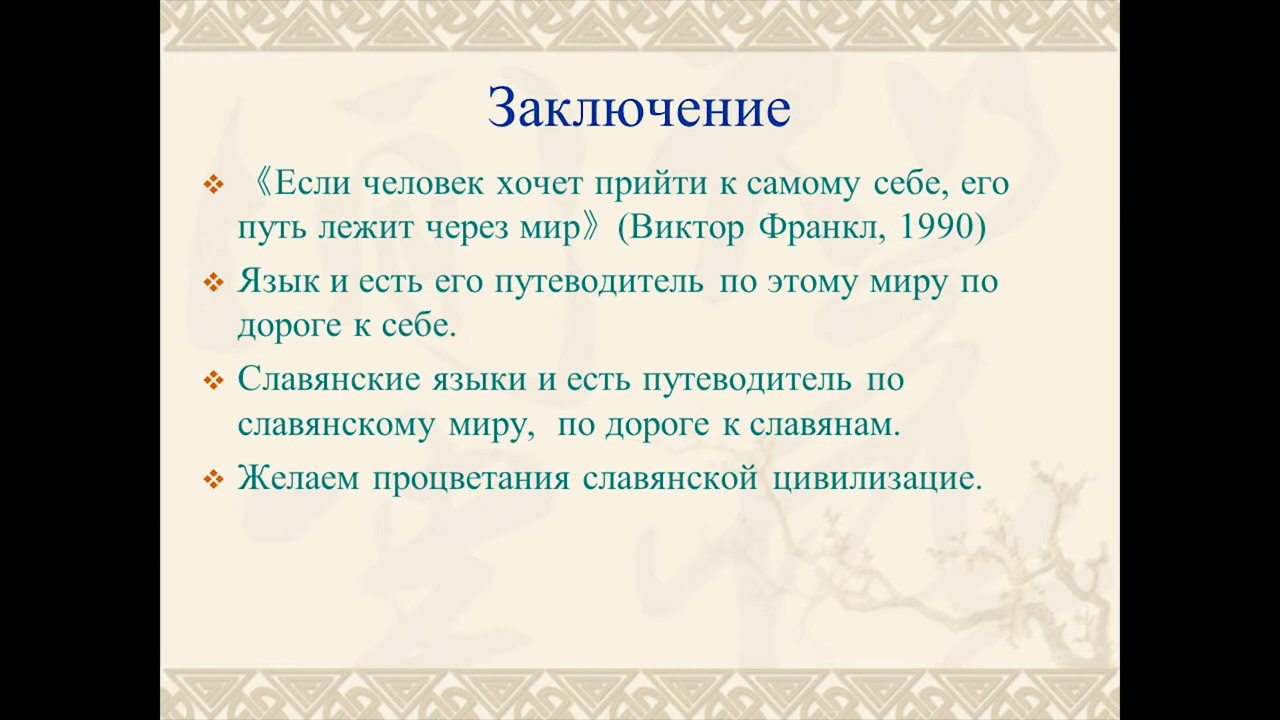 Заключение
《Если человек хочет прийти к самому себе, его
путь лежит через мир》(Виктор Франкл, 1990)
Язык и есть его путеводитель по этому миру по
дороге к себе.
Славянские языки и есть путеводитель по
славянскому миру, по дороге к славянам.
Желаем процветания славянской цивилизацие.